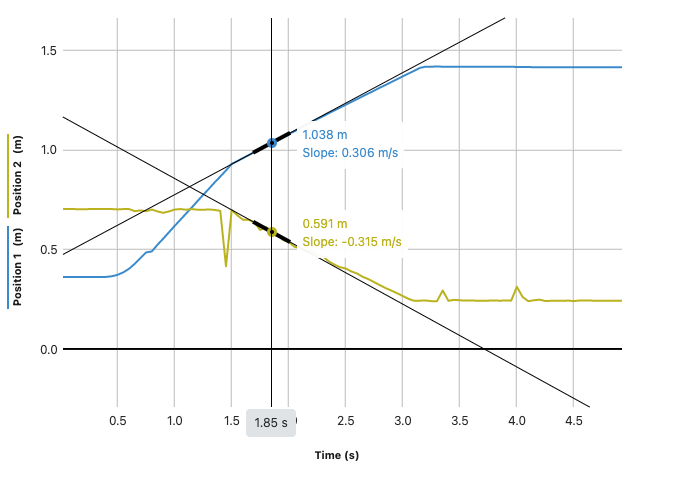 1.5
1.0
0.5
0.0
Position 2 (m)
Position 1 (m)
1.038 m
Slope: 0.306 m/s
0.591 m
Slope: -0.315 m/s
0.5 1.0 1.5 2.5 3.0 3.5 4.0 4.5
1.85 s
Time (s)